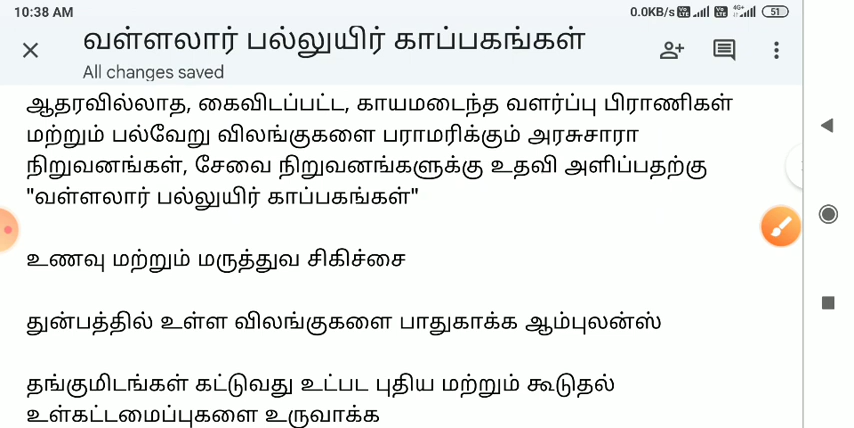 10:38 AM
0.0KB/s 4G+ 51
வள்ளலார் பல்லுயிர் காப்பகங்கள்
All changes saved
ஆதரவில்லாத, கைவிடப்பட்ட, காயமடைந்த வளர்ப்பு பிராணிகள்
மற்றும் பல்வேறு விலங்குகளை பராமரிக்கும் அரசுசாரா
நிறுவனங்கள், சேவை நிறுவனங்களுக்கு உதவி அளிப்பதற்கு
"வள்ளலார் பல்லுயிர் காப்பகங்கள்"
உணவு மற்றும் மருத்துவ சிகிச்சை
துன்பத்தில் உள்ள விலங்குகளை பாதுகாக்க ஆம்புலன்ஸ்
தங்குமிடங்கள் கட்டுவது உட்பட புதிய மற்றும் கூடுதல்
உள்கட்டமைப்புகளை உருவாக்க